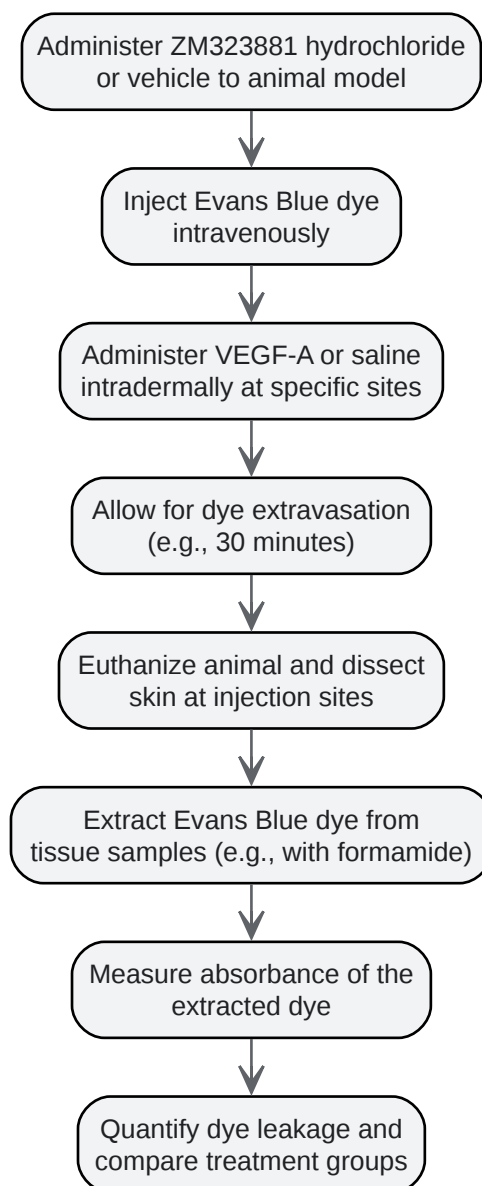 Administer ZM323881 hydrochloride
or vehicle to animal model
Inject Evans Blue dye
intravenously
Administer VEGF-A or saline
intradermally at specific sites
Allow for dye extravasation
(e.g., 30 minutes)
Euthanize animal and dissect
skin at injection sites
Extract Evans Blue dye from
tissue samples (e.g., with formamide)
Measure absorbance of the
extracted dye
Quantify dye leakage and
compare treatment groups